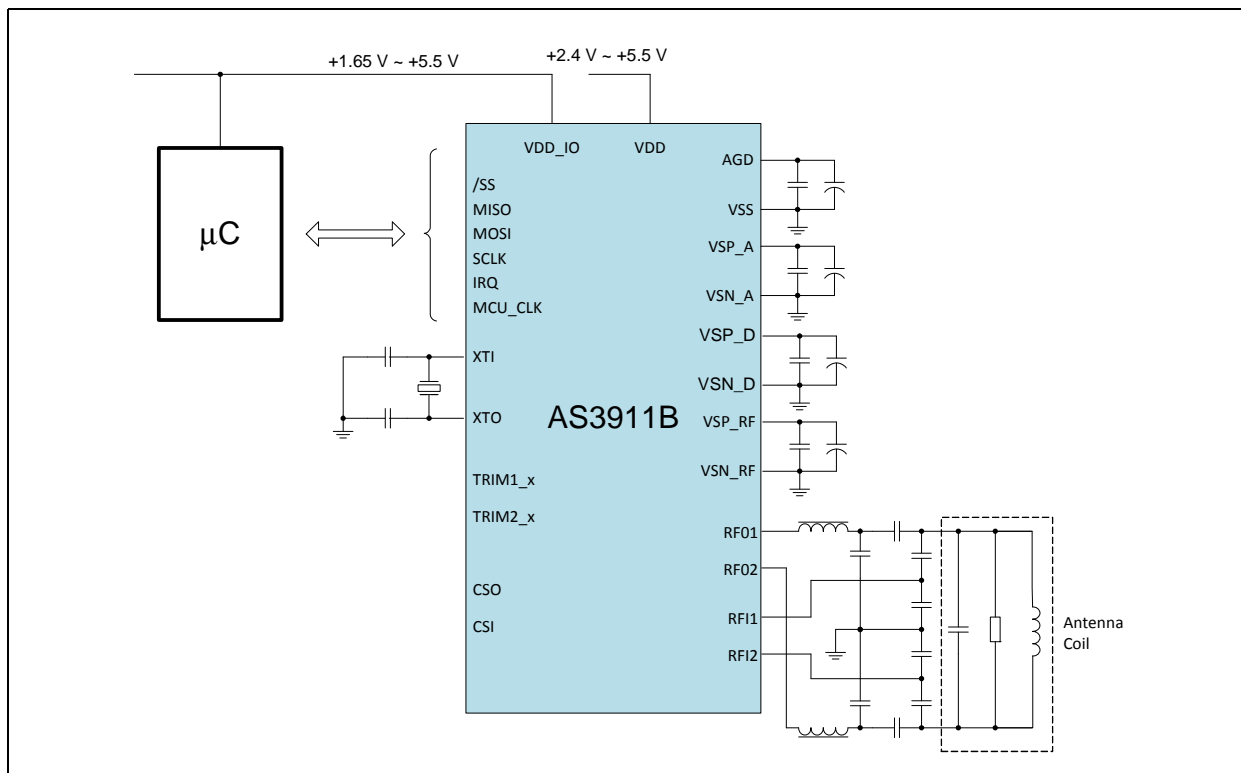 +1.65 V ~ +5.5 V
+2.4 V ~ +5.5 V
VDD_IO
VDD
µC
/SS
MISO
MOSI
SCLK
IRQ
MCU_CLK
XTI
XTO
TRIM1_x
TRIM2_x
CSO
CSI
AS3911B
AGD
VSS
VSP_A
VSN_A
VSP_D
VSN_D
VSP_RF
VSN_RF
RF01
RF02
RFI1
RFI2
Antenna
Coil